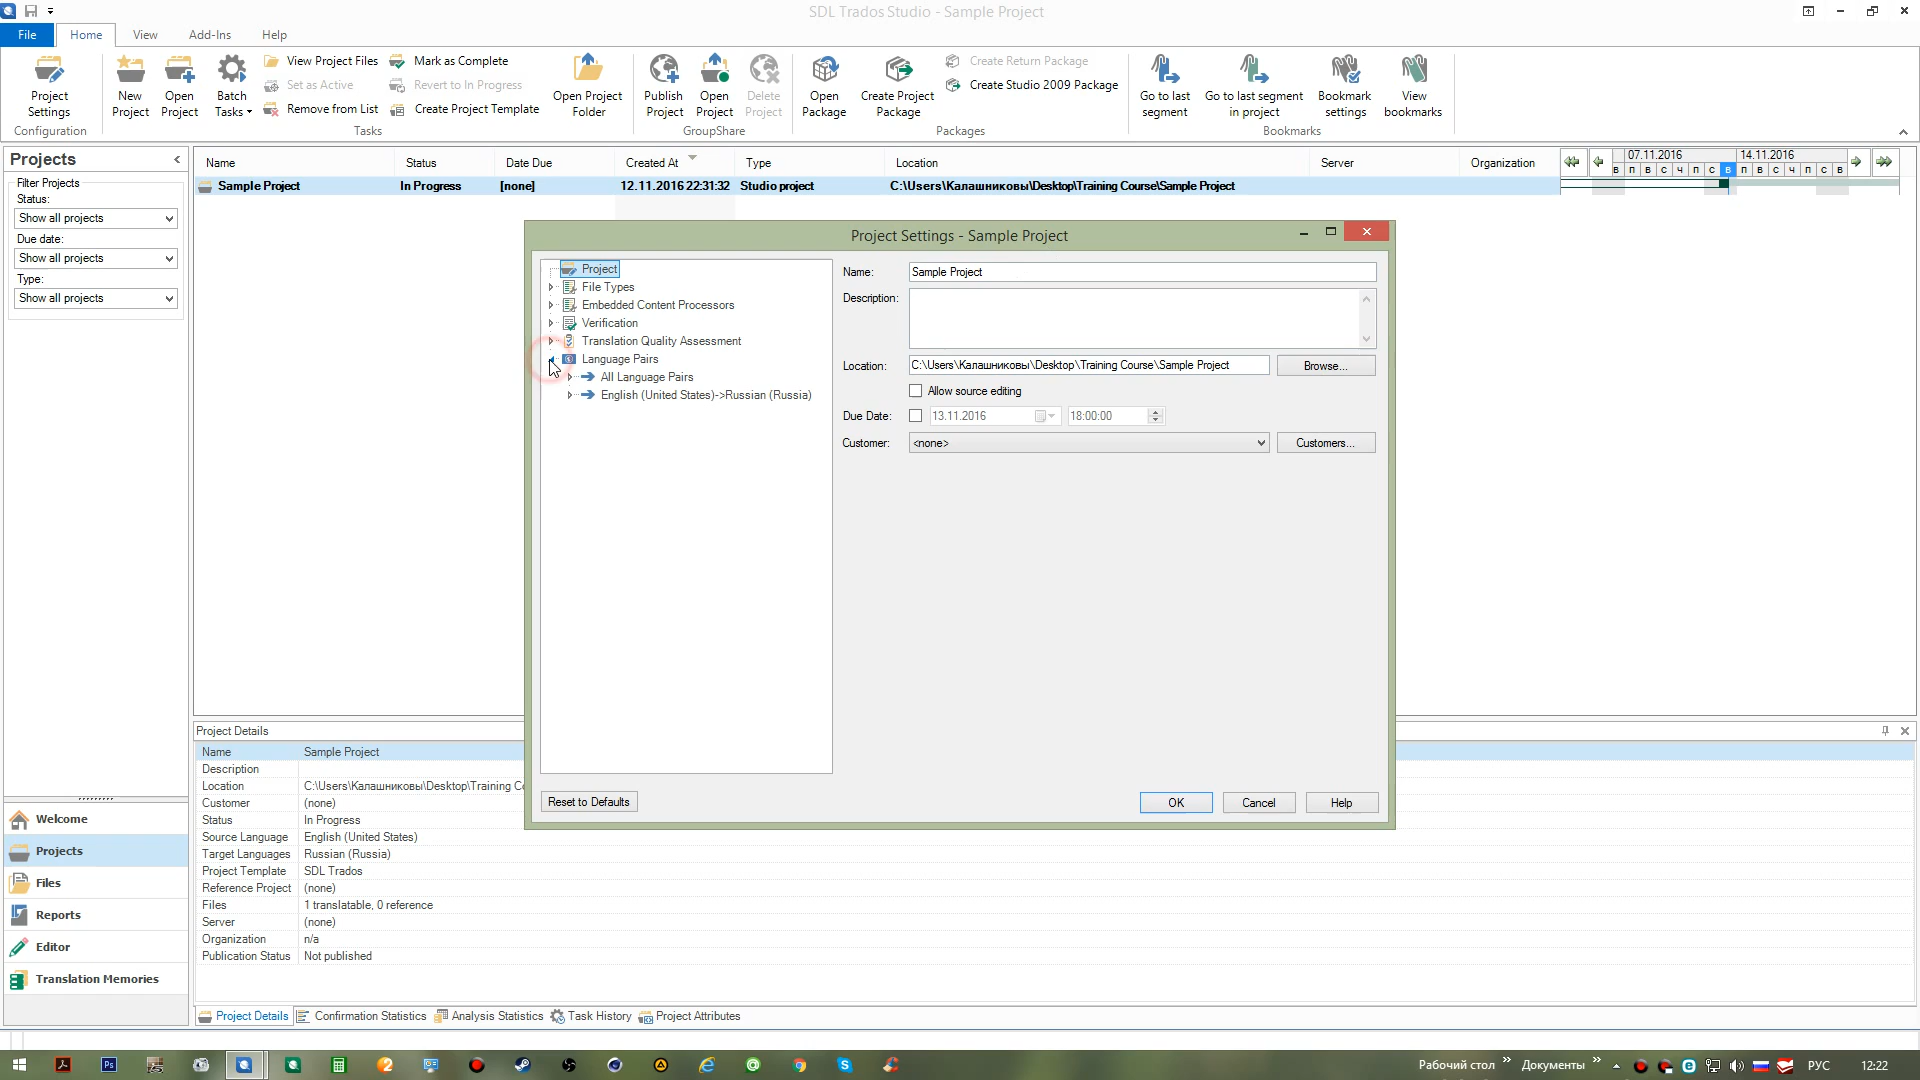 SDL Trados Studio - Sample Project
File
Home
View
Add-Ins
Help
Project Settings
New Project
Open Project
Batch Tasks
View Project Files
Set as Active
Remove from List
Mark as Complete
Revert to In Progress
Create Project Template
Open Project Folder
Publish Project
Open Project
Delete Project
Open Package
Create Project Package
Create Return Package
Create Studio 2009 Package
Go to last segment
Go to last segment in project
Bookmark settings
View bookmarks
Configuration
Tasks
GroupShare
Packages
Bookmarks
Projects
Filter Projects
Status:
Show all projects
Due date:
Show all projects
Type:
Show all projects
Name Status Date Due Created At Type Location Server Organization
07.11.2016 14.11.2016
В П В С Ч П С В П В С Ч П С В
Sample Project In Progress [none] 12.11.2016 22:31:32 Studio project C:\Users\Калашниковы\Desktop\Training Course\Sample Project
Project Settings - Sample Project
Project
File Types
Embedded Content Processors
Verification
Translation Quality Assessment
Language Pairs
All Language Pairs
English (United States)->Russian (Russia)
Name: Sample Project
Description:
Location: C:\Users\Калашниковы\Desktop\Training Course\Sample Project Browse...
Allow source editing
Due Date: 13.11.2016 18:00:00
Customer: <none> Customers...
Reset to Defaults
OK
Cancel
Help
Project Details
Name Sample Project
Description
Location C:\Users\Калашниковы\Desktop\Training C
Customer (none)
Status In Progress
Source Language English (United States)
Target Languages Russian (Russia)
Project Template SDL Trados
Reference Project (none)
Files 1 translatable, 0 reference
Server (none)
Organization n/a
Publication Status Not published
Welcome
Projects
Files
Reports
Editor
Translation Memories
Project Details Confirmation Statistics Analysis Statistics Task History Project Attributes
Рабочий стол Документы РУС 12:22